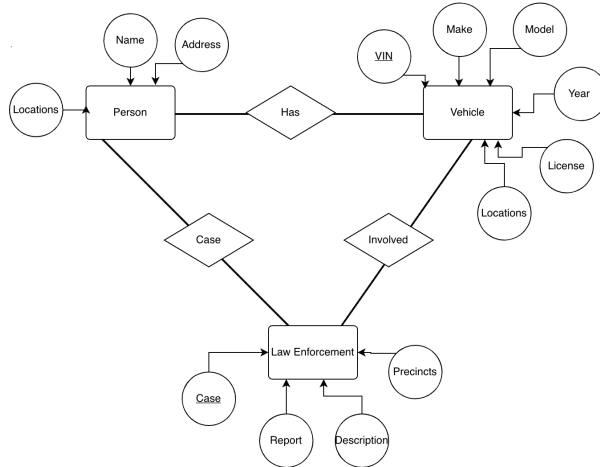 Name
Address
VIN
Make
Model
Locations
Person
Has
Vehicle
Year
License
Locations
Case
Involved
Law Enforcement
Precincts
Case
Report
Description